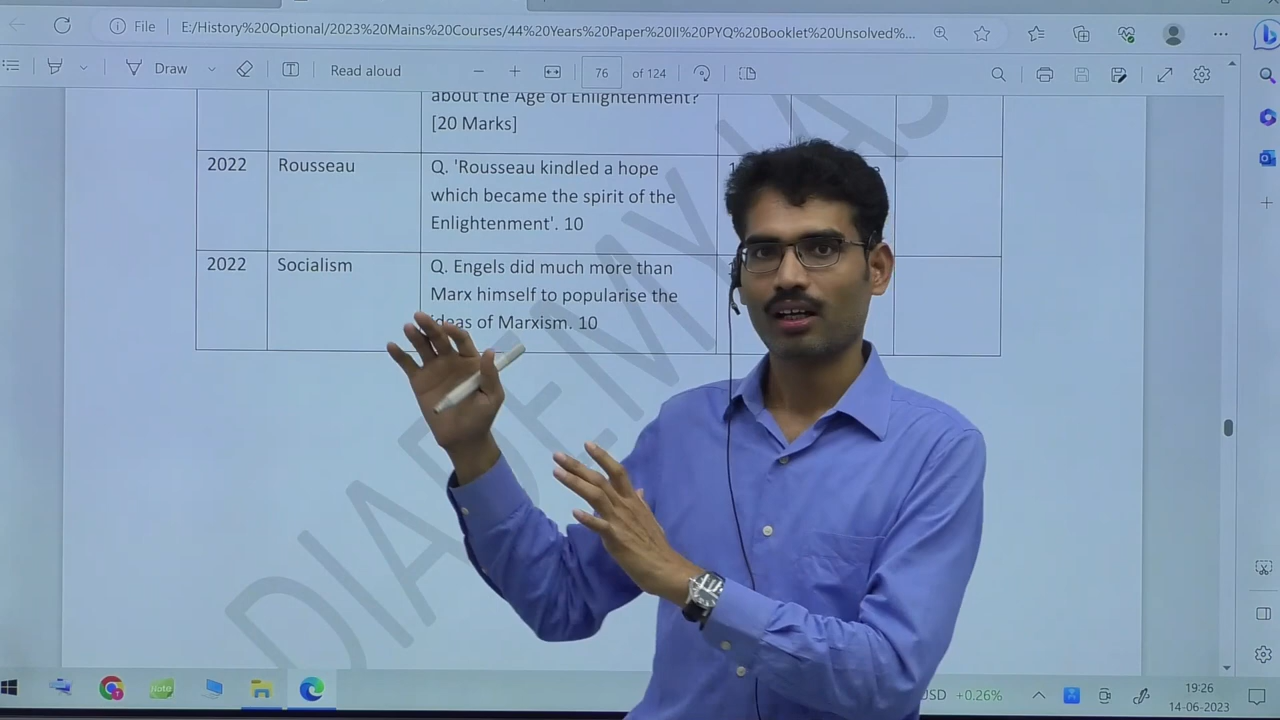 File
E:/History%20Optional/2023%20Mains%20Courses/44%20Years%20Paper%20II%20PYQ%20Booklet%20Unsolved%...
Draw
Read aloud
76
of 124
about the Age of Enlightenment?
[20 Marks]
2022
Rousseau
Q. 'Rousseau kindled a hope
which became the spirit of the
Enlightenment'. 10
2022
Socialism
Q. Engels did much more than
Marx himself to popularise the
ideas of Marxism. 10
DIADEMY IAS
Note
+0.26%
19:26
14-06-2023